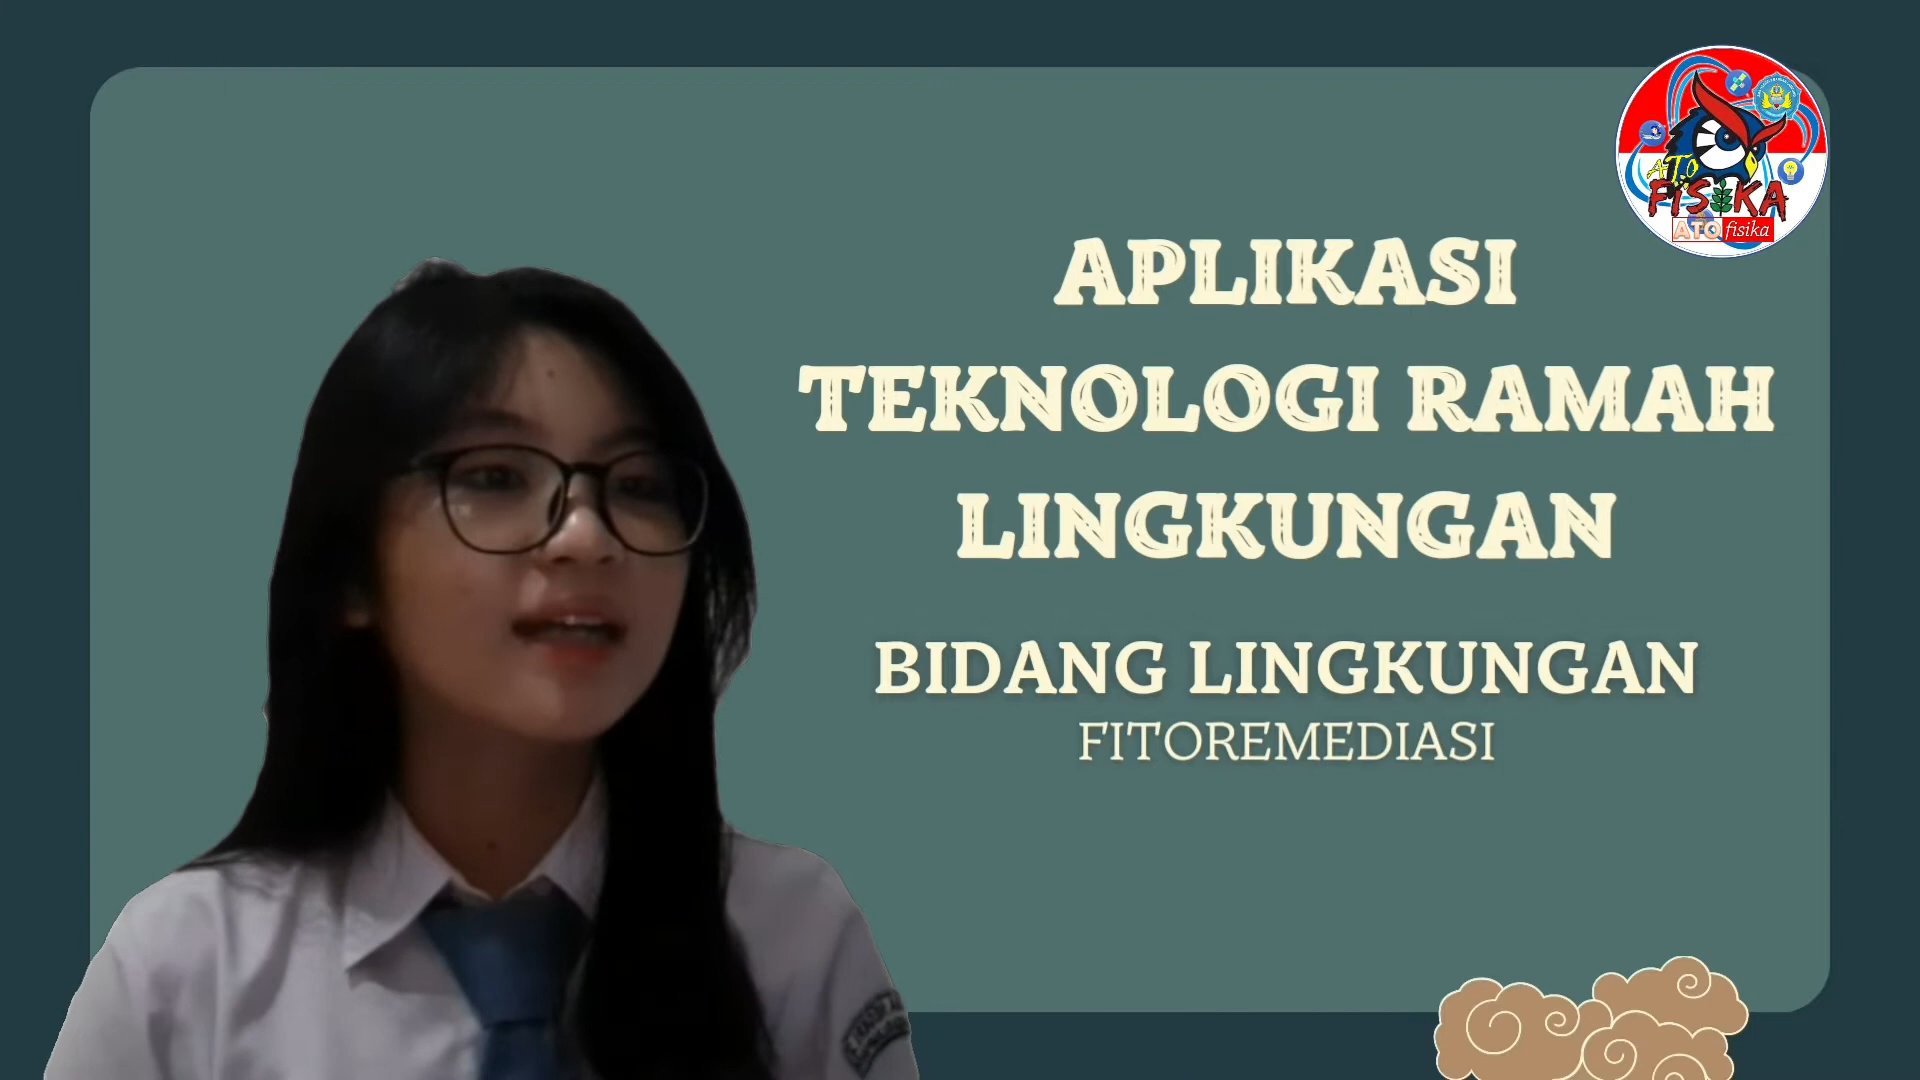 ATO
FISIKA
ATO fisika
APLIKASI
TEKNOLOGI RAMAH
LINGKUNGAN
BIDANG LINGKUNGAN
FITOREMEDIASI